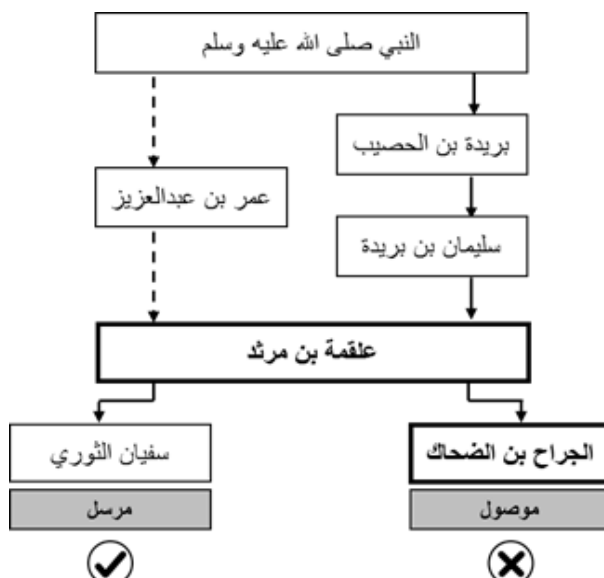 النبي صلى الله عليه وسلم
بريدة بن الحصيب
عمر بن عبدالعزيز
سليمان بن بريدة
علقمة بن مرثد
الجراح بن الضحاك
سفيان الثوري
موصول
مرسل